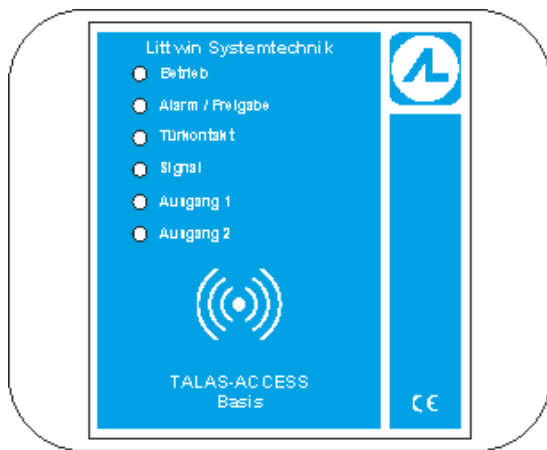 Littwin Systemtechnik
Betrieb
Alarm / Freigabe
Türkontakt
Signal
Ausgang 1
Ausgang 2
TALAS-ACCESS
Basis
CE